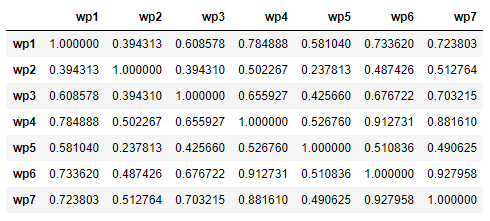 wp1 wp2 wp3 wp4 wp5 wp6 wp7
wp1 1.000000 0.394313 0.608578 0.784888 0.581040 0.733620 0.723803
wp2 0.394313 1.000000 0.394310 0.502267 0.237813 0.487426 0.512764
wp3 0.608578 0.394310 1.000000 0.655927 0.425660 0.676722 0.703215
wp4 0.784888 0.502267 0.655927 1.000000 0.526760 0.912731 0.881610
wp5 0.581040 0.237813 0.425660 0.526760 1.000000 0.510836 0.490625
wp6 0.733620 0.487426 0.676722 0.912731 0.510836 1.000000 0.927958
wp7 0.723803 0.512764 0.703215 0.881610 0.490625 0.927958 1.000000